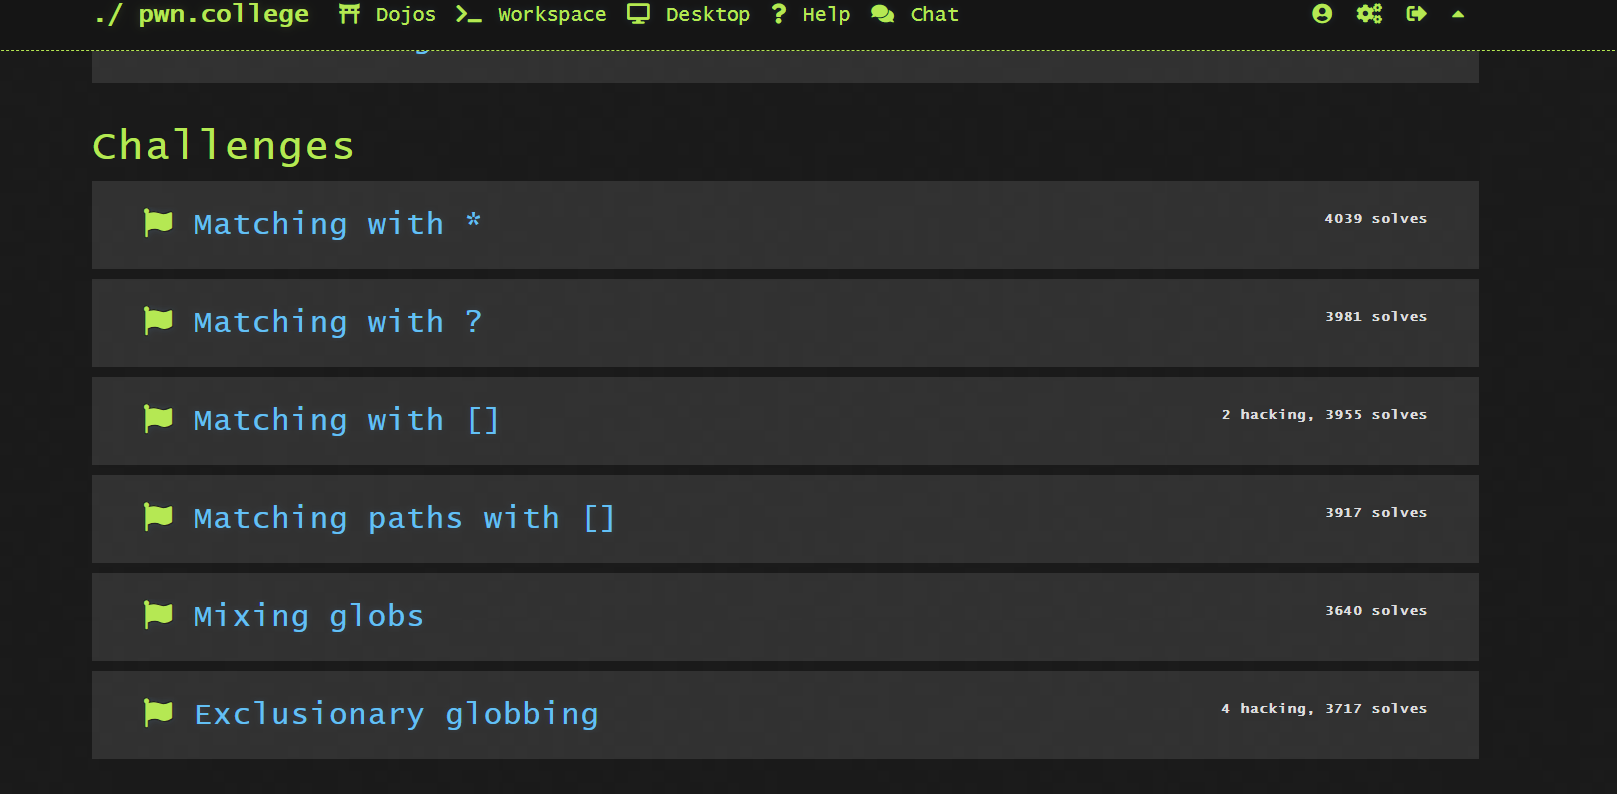 ./ pwn.college Dojos Workspace Desktop Help Chat
Challenges
Matching with *
4039 solves
Matching with ?
3981 solves
Matching with []
2 hacking, 3955 solves
Matching paths with []
3917 solves
Mixing globs
3640 solves
Exclusionary globbing
4 hacking, 3717 solves